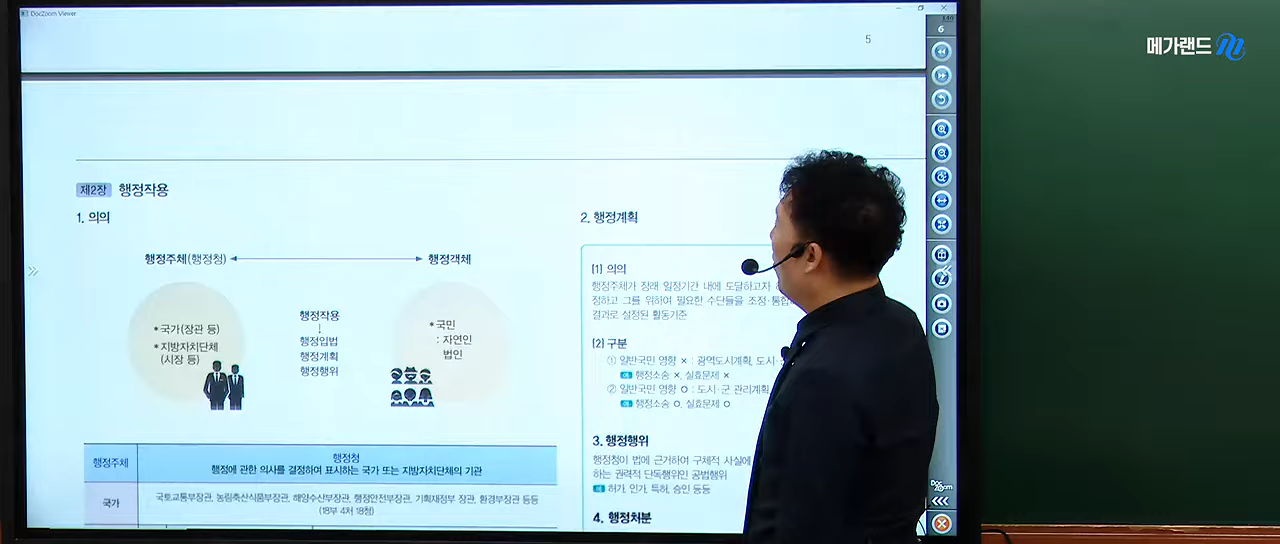 DocZoom Viewer
5
6
메가랜드
제2장 행정작용
1. 의의
행정주체(행정청)
행정객체
*국가(장관 등)
*지방자치단체
(시장 등)
행정작용
↓
행정입법
행정계획
행정행위
*국민
: 자연인
법인
행정주체
행정청
행정에 관한 의사를 결정하여 표시하는 국가 또는 지방자치단체의 기관
국가
국토교통부장관, 농림축산식품부장관, 해양수산부장관, 행정안전부장관, 기획재정부 장관, 환경부장관 등등
(18부 4처 18청)
2. 행정계획
[1] 의의
행정주체가 장래 일정기간 내에 도달하고자
정하고 그를 위하여 필요한 수단들을 조정·통합
결과로 설정된 활동기준
[2] 구분
① 일반국민 영향 × : 광역도시계획, 도시·
예 행정소송 ×, 실효문제 ×
② 일반국민 영향 O : 도시·군 관리계획
예 행정소송 O, 실효문제 O
3. 행정행위
행정청이 법에 근거하여 구체적 사실에
하는 권력적 단독행위인 공법행위
예 허가, 인가, 특허, 승인 등등
4. 행정처분